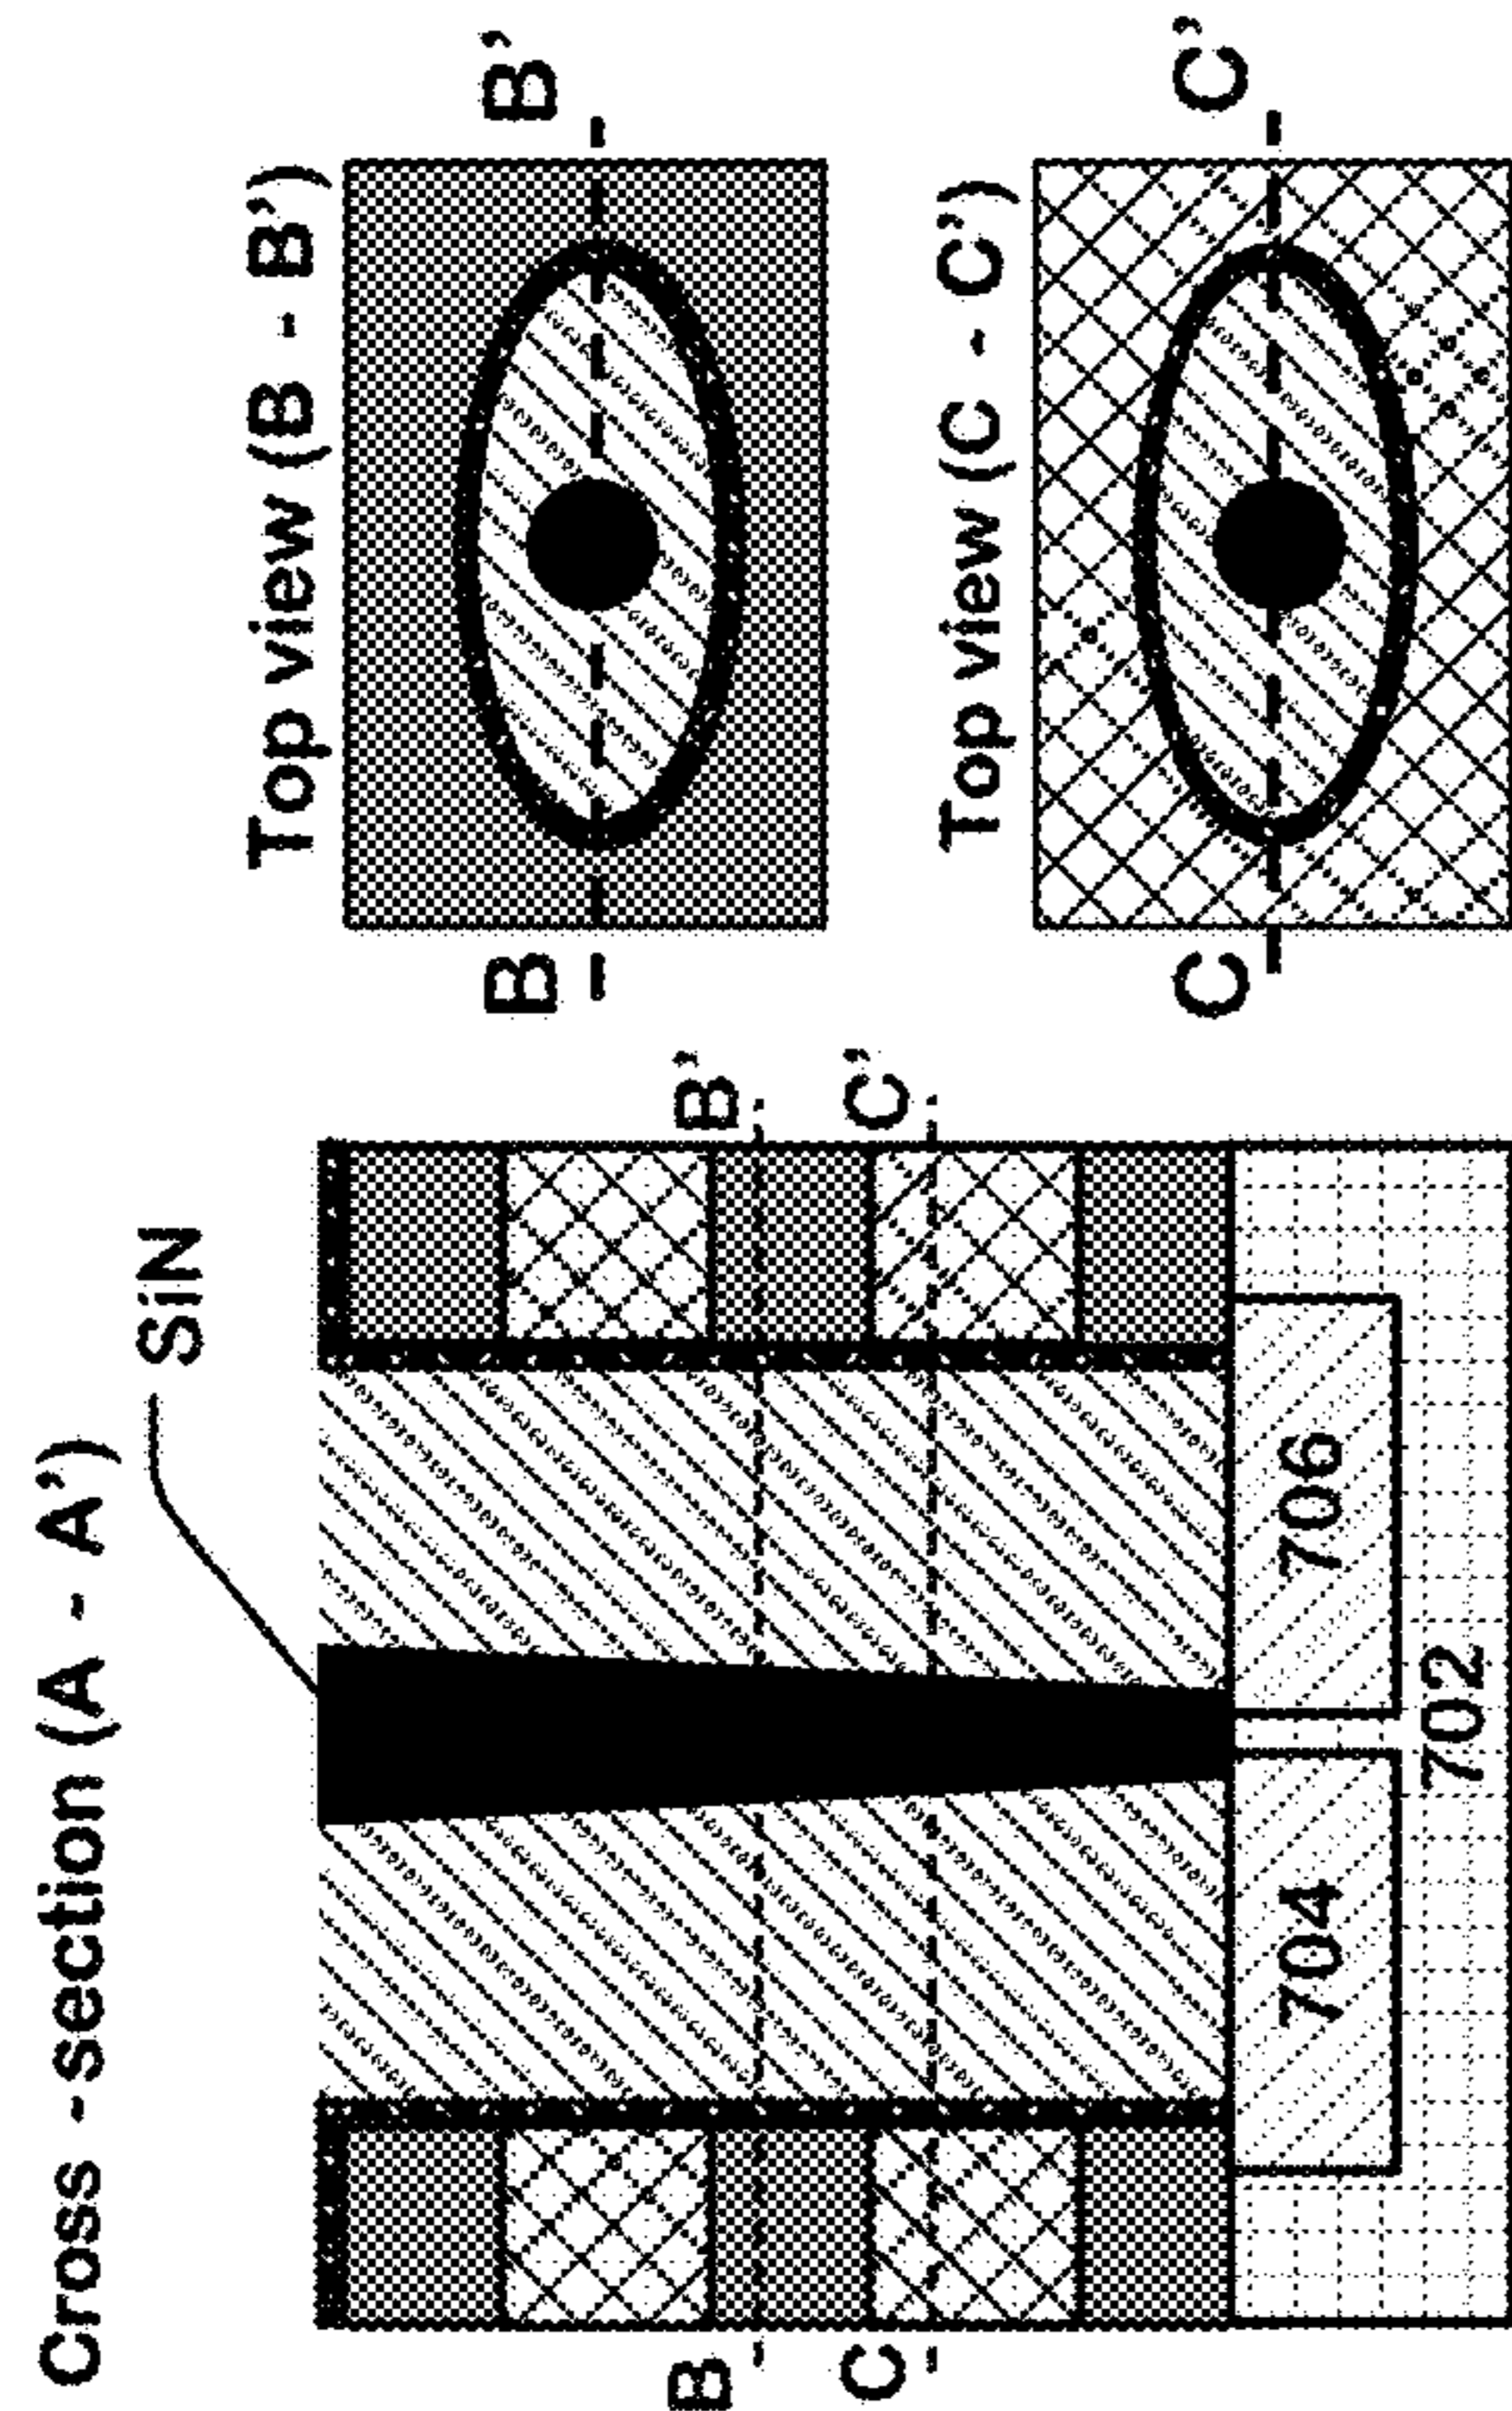 Cross - section (A - A')
SiN
B
B'
C
C'
704
706
702
Top view (B - B')
B
B'
Top view (C - C')
C
C'